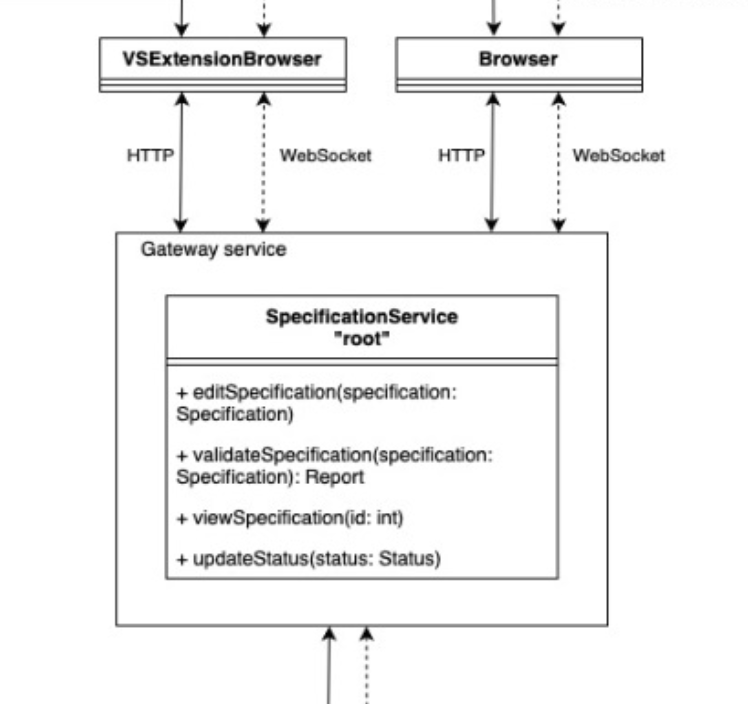 VSExtensionBrowser
Browser
HTTP
WebSocket
HTTP
WebSocket
Gateway service
SpecificationService
"root"
+ editSpecification(specification:
Specification)
+ validateSpecification(specification:
Specification): Report
+ viewSpecification(id: int)
+ updateStatus(status: Status)